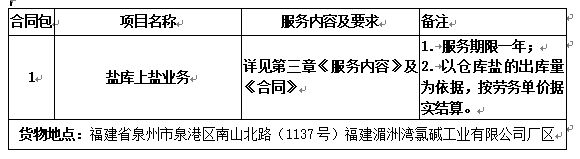 合同包 项目名称 服务内容及要求 备注
1 盐库上盐业务 详见第三章《服务内容》及《合同》 1. 服务期限一年；
2. 以仓库盐的出库量为依据，按劳务单价据实结算。
货物地点：福建省泉州市泉港区南山北路（1137号）福建湄洲湾氯碱工业有限公司厂区